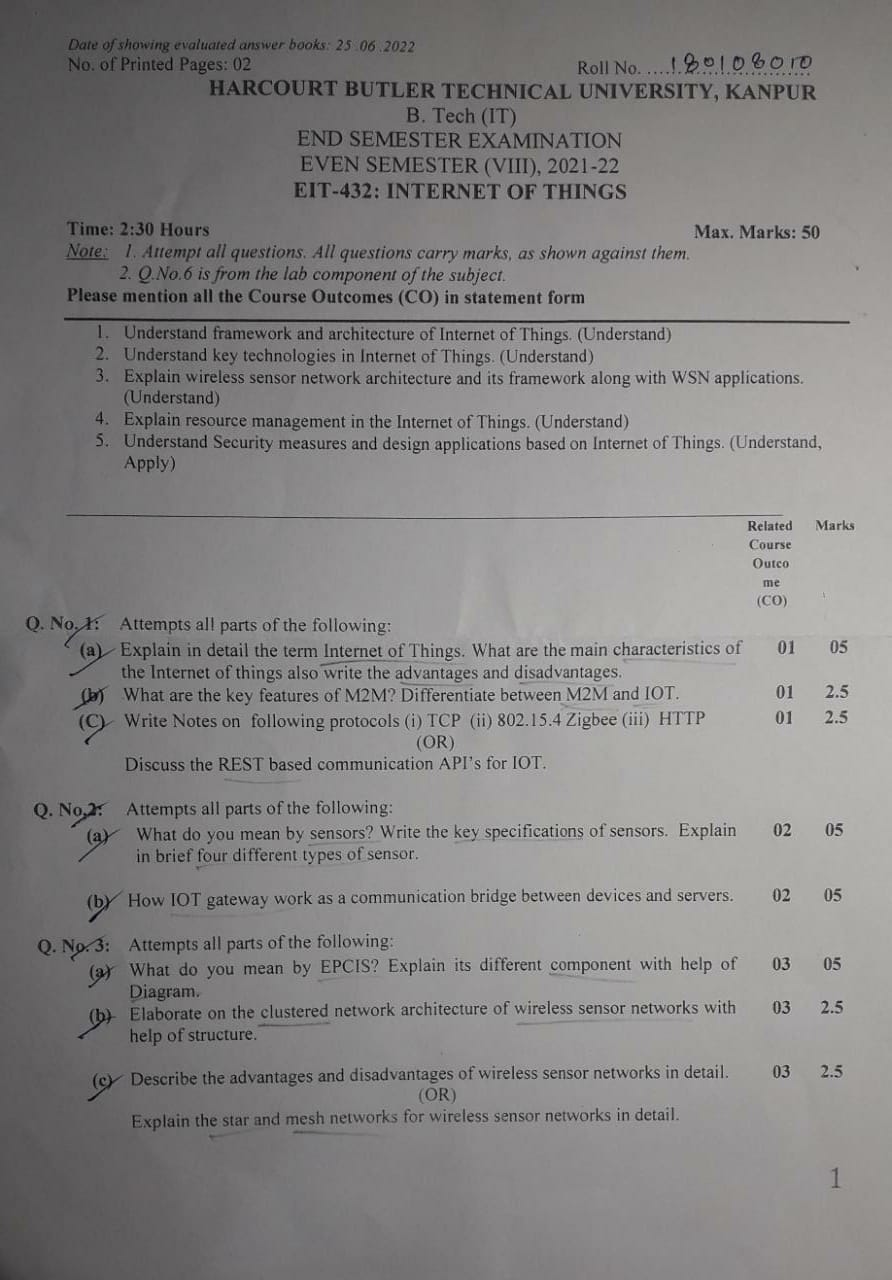 Date of showing evaluated answer books: 25 .06 .2022
No. of Printed Pages: 02
Roll No. ....180108010
HARCOURT BUTLER TECHNICAL UNIVERSITY, KANPUR
B. Tech (IT)
END SEMESTER EXAMINATION
EVEN SEMESTER (VIII), 2021-22
EIT-432: INTERNET OF THINGS
Time: 2:30 Hours Max. Marks: 50
Note: 1. Attempt all questions. All questions carry marks, as shown against them.
2. Q.No.6 is from the lab component of the subject.
Please mention all the Course Outcomes (CO) in statement form
1. Understand framework and architecture of Internet of Things. (Understand)
2. Understand key technologies in Internet of Things. (Understand)
3. Explain wireless sensor network architecture and its framework along with WSN applications.
(Understand)
4. Explain resource management in the Internet of Things. (Understand)
5. Understand Security measures and design applications based on Internet of Things. (Understand,
Apply)
Related Marks
Course
Outco
me
(CO)
Q. No. 1: Attempts all parts of the following:
(a) Explain in detail the term Internet of Things. What are the main characteristics of 01 05
the Internet of things also write the advantages and disadvantages.
(b) What are the key features of M2M? Differentiate between M2M and IOT. 01 2.5
(C) Write Notes on following protocols (i) TCP (ii) 802.15.4 Zigbee (iii) HTTP 01 2.5
(OR)
Discuss the REST based communication API's for IOT.
Q. No.2: Attempts all parts of the following:
(a) What do you mean by sensors? Write the key specifications of sensors. Explain 02 05
in brief four different types of sensor.
(b) How IOT gateway work as a communication bridge between devices and servers. 02 05
Q. No. 3: Attempts all parts of the following:
(a) What do you mean by EPCIS? Explain its different component with help of 03 05
Diagram.
(b) Elaborate on the clustered network architecture of wireless sensor networks with 03 2.5
help of structure.
(c) Describe the advantages and disadvantages of wireless sensor networks in detail. 03 2.5
(OR)
Explain the star and mesh networks for wireless sensor networks in detail.
1